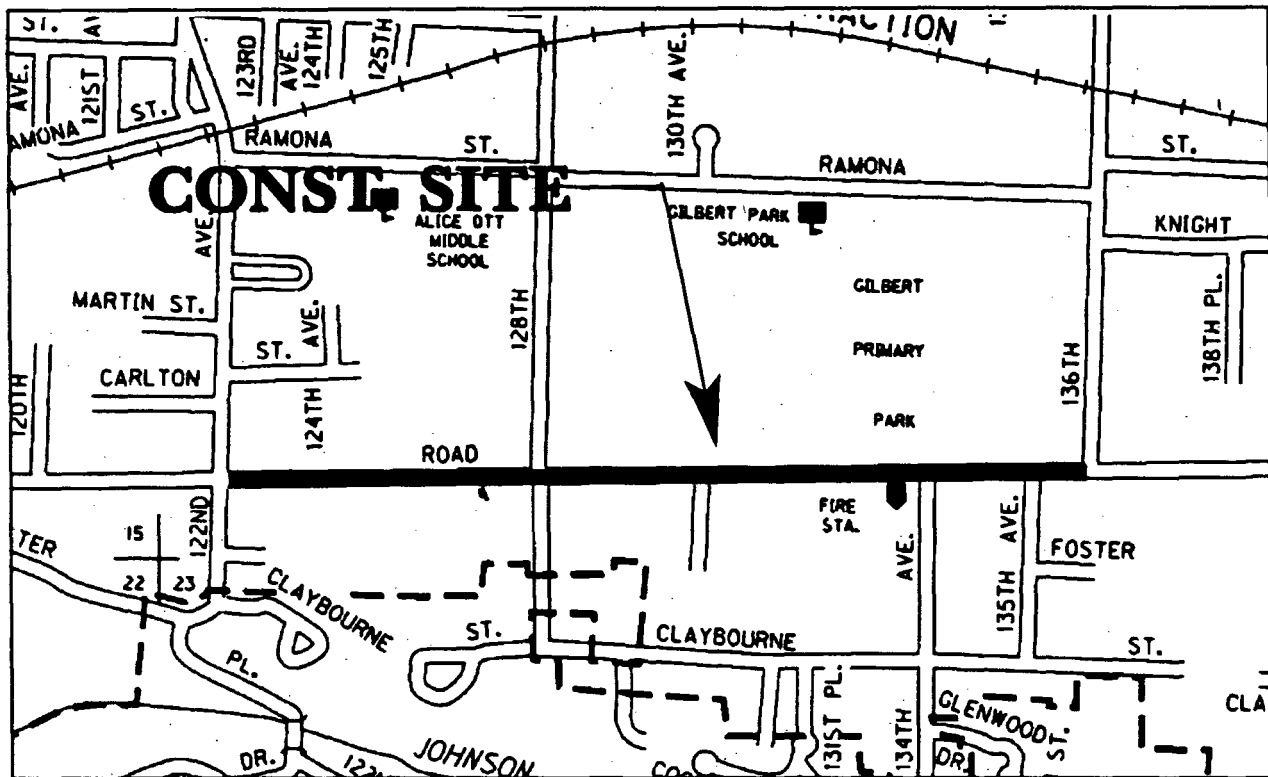 ST.
AV
AVE.
121ST
ST.
AMONA
123RD
AVE.
124TH
125TH
ACTION
130TH AVE.
RAMONA
ST.
RAMONA
ST.
CONST. SITE
ALICE OTT
MIDDLE
SCHOOL
GILBERT PARK
SCHOOL
KNIGHT
AVE.
MARTIN ST.
ST.
AVE.
124TH
128TH
GILBERT
PRIMARY
PARK
136TH
138TH PL.
CARLTON
120TH
ROAD
FIRE
STA.
122ND
15
22
23
TER
CLAYBOURNE
ST.
CLAYBOURNE
ST.
AVE.
134TH
135TH AVE.
FOSTER
PL.
DR.
JOHNSON
131ST PL.
GLENWOOD
ST.
DR.
CLA